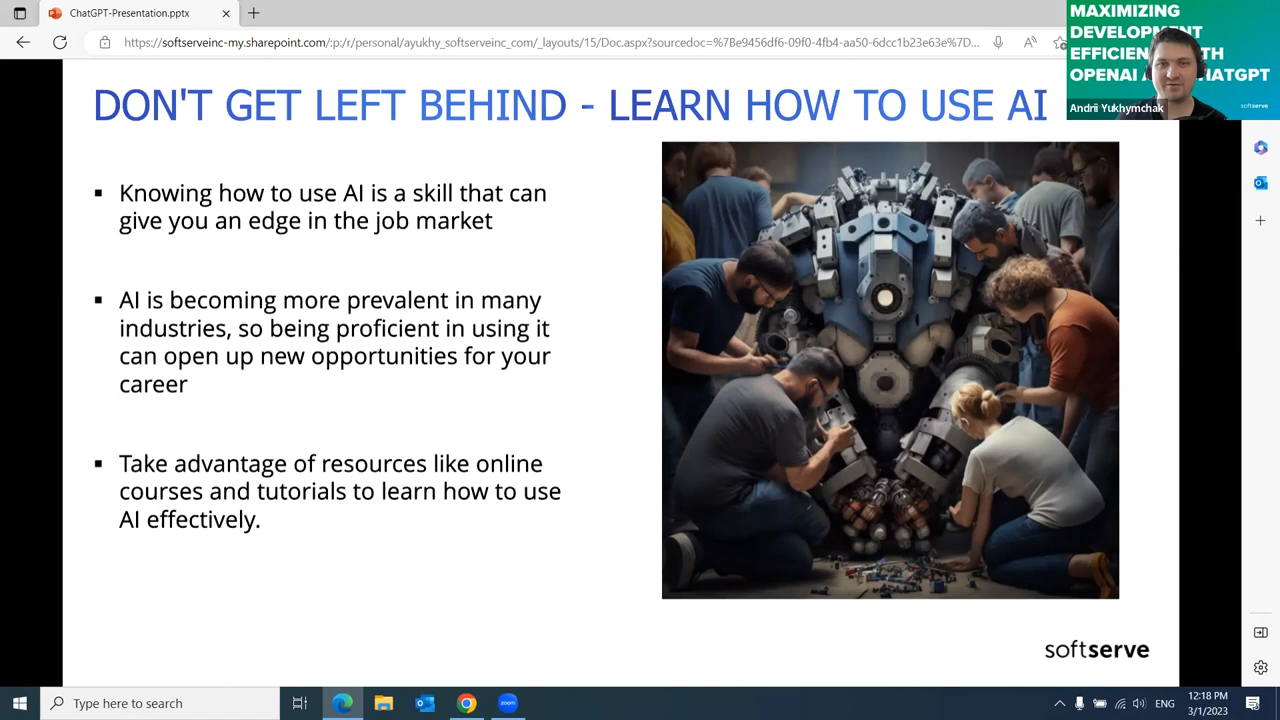 ChatGPT-Presentation.pptx
https://softserveinc-my.sharepoint.com/:p:/r/personal/ayukhy_softserveinc_com/_layouts/15/Doc.aspx?sourcedoc=%7Be9456df6-09f0-4fb4-aa50-6dcc1b23e63e%7D...
MAXIMIZING
DEVELOPMENT
OPENAI
Andrii Yukhymchak
softserve
DON'T GET LEFT BEHIND - LEARN HOW TO USE AI
▪ Knowing how to use AI is a skill that can
give you an edge in the job market
▪ AI is becoming more prevalent in many
industries, so being proficient in using it
can open up new opportunities for your
career
▪ Take advantage of resources like online
courses and tutorials to learn how to use
AI effectively.
softserve
Type here to search
zoom
ENG
12:18 PM
3/1/2023